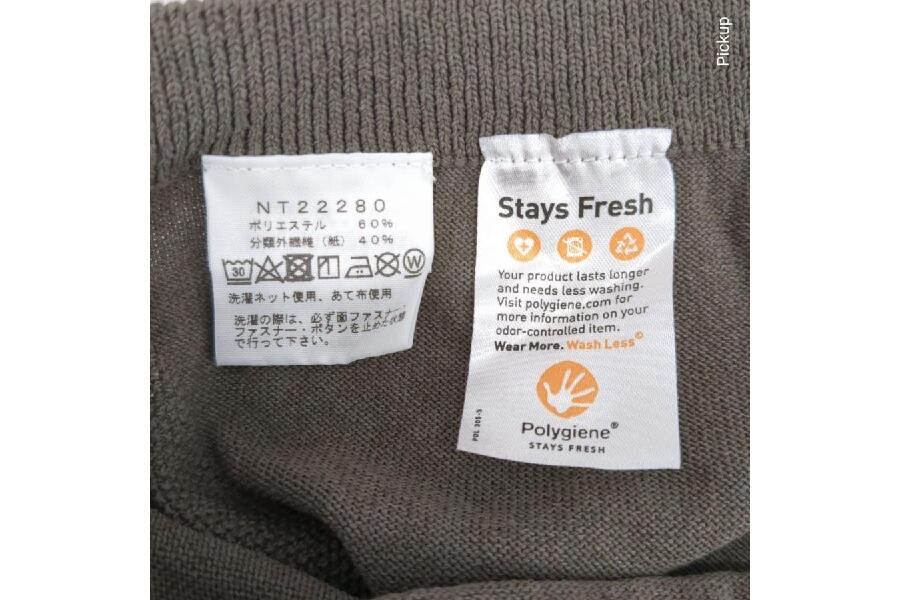 Pickup
NT22280
ポリエステル 60%
分類外繊維 (紙) 40%
30
W
洗濯ネット使用、あて布使用
洗濯の際は、必ず面ファスナー、
ファスナー・ボタンを止めた状態
で行って下さい。
Stays Fresh
Your product lasts longer
and needs less washing.
Visit polygiene.com for
more information on your
odor-controlled item.
Wear More. Wash Less©
Polygiene®
STAYS FRESH
POL 201-S